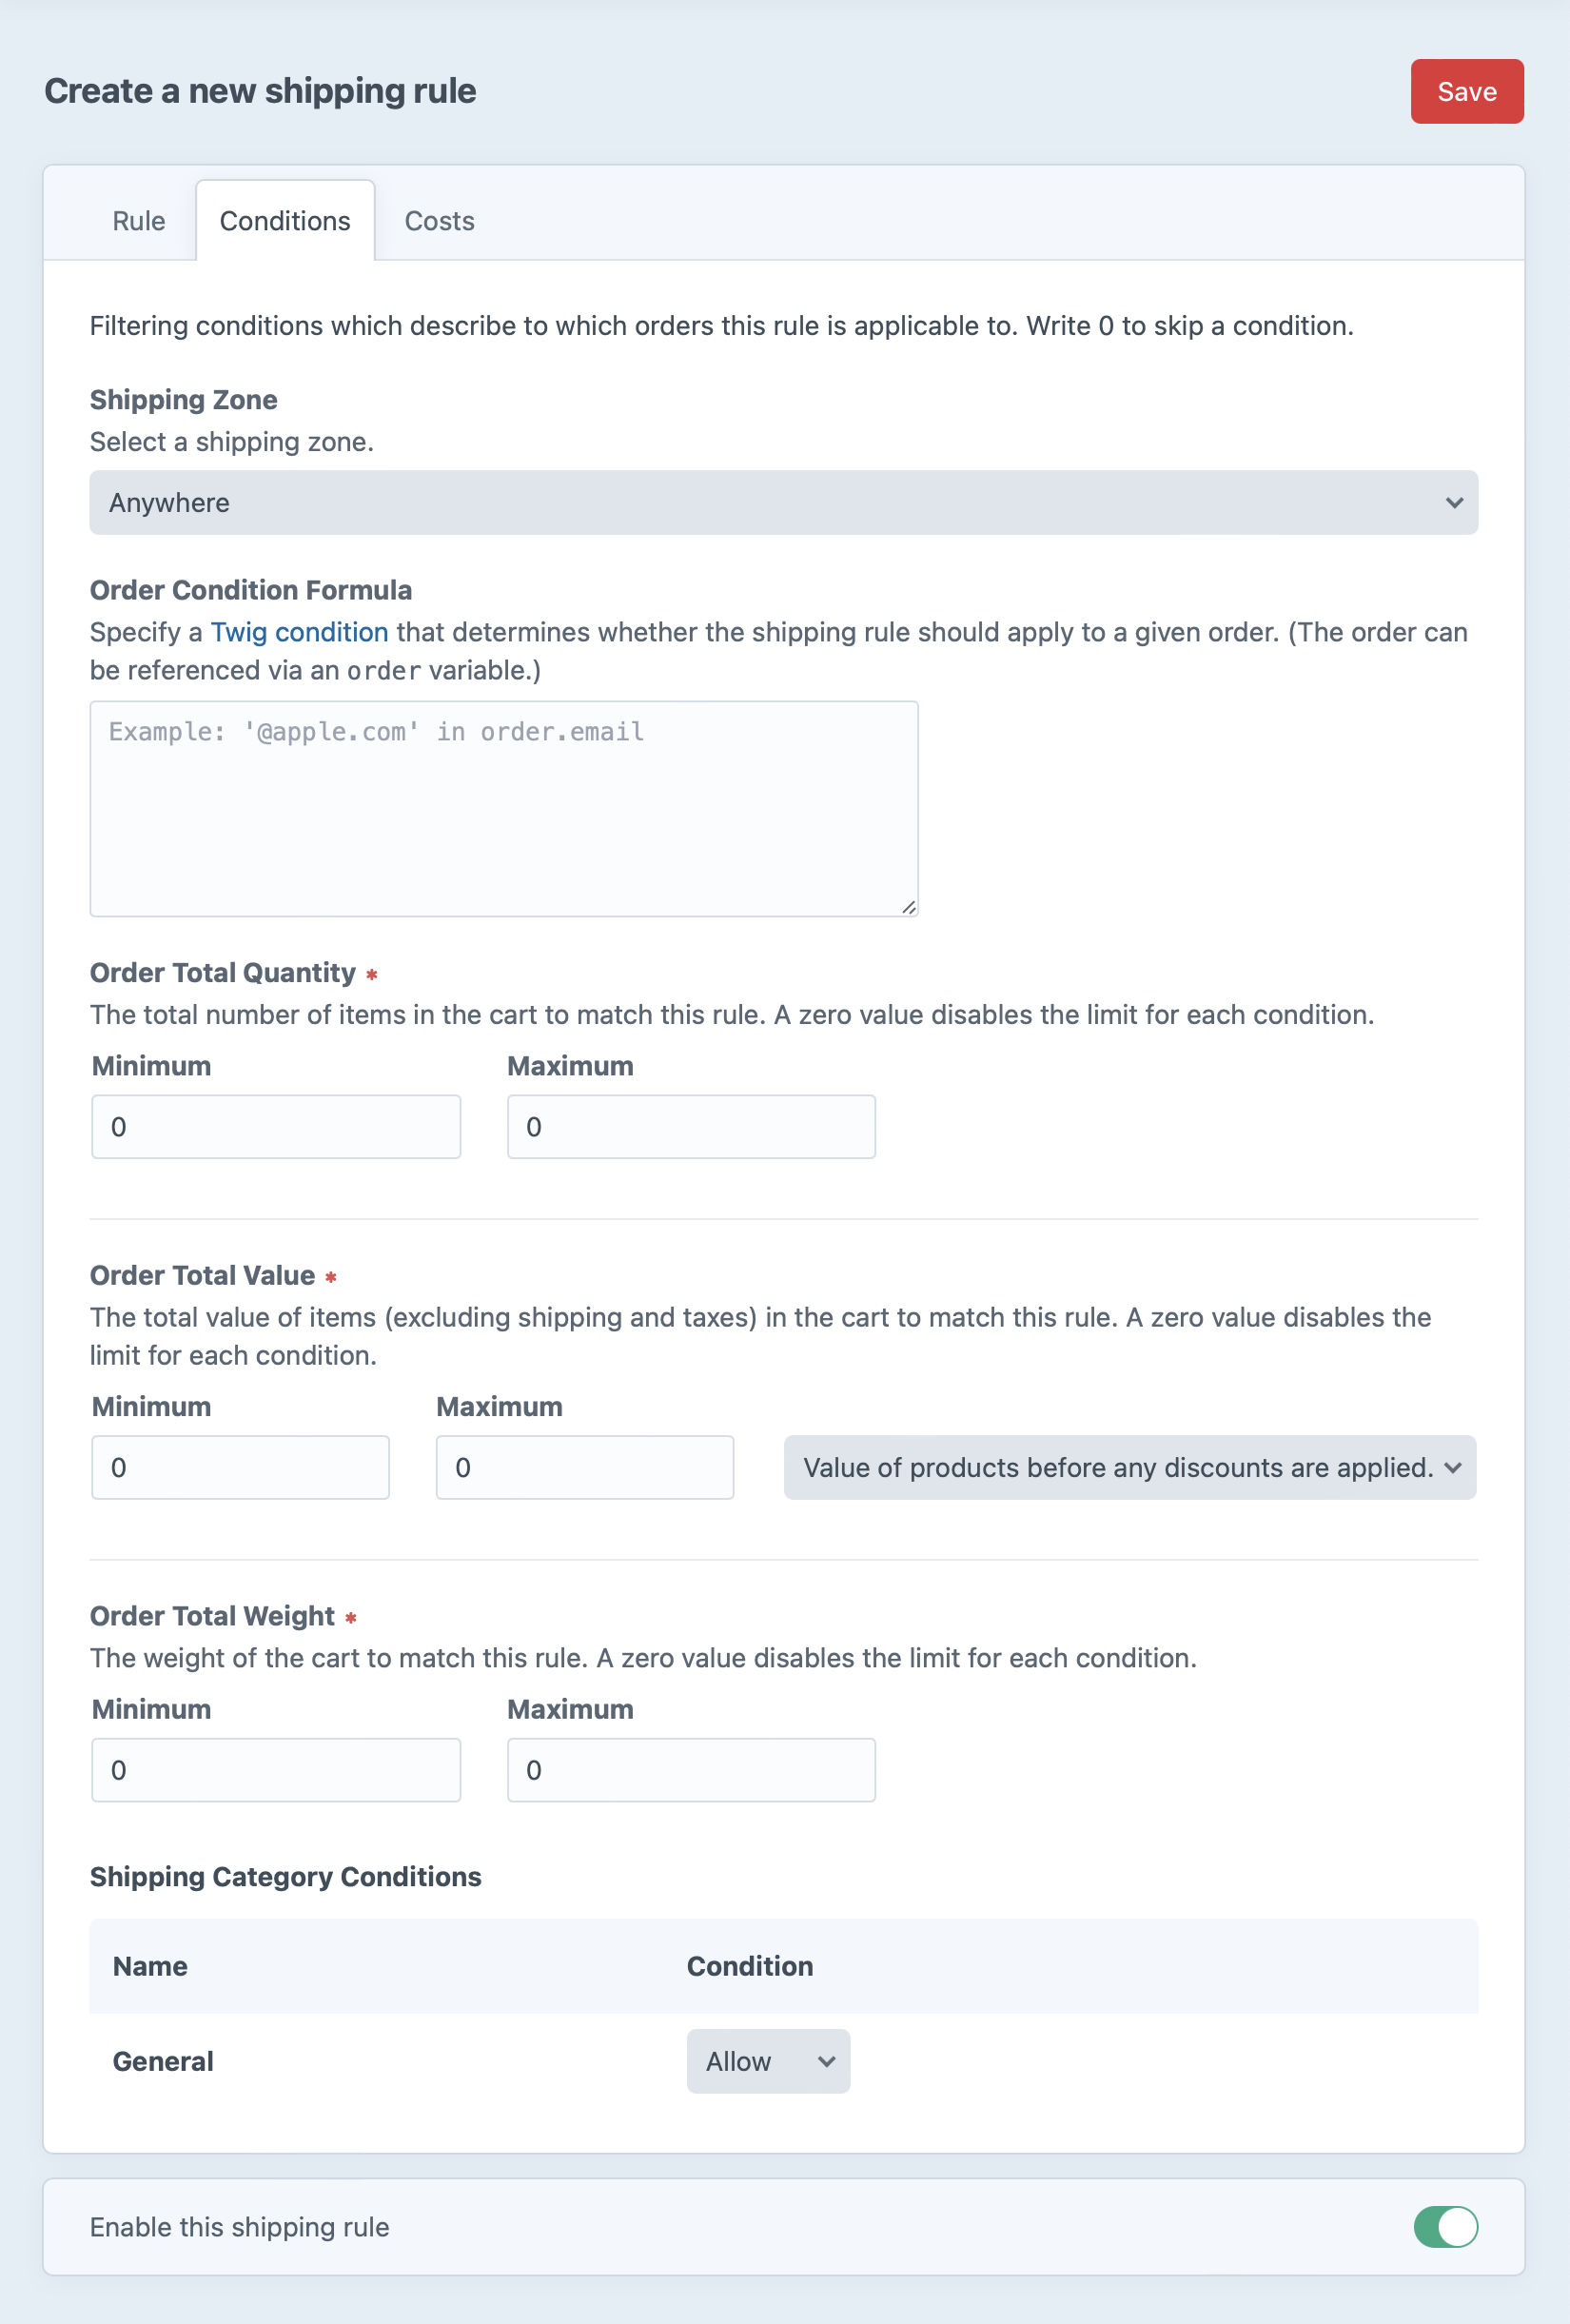 Create a new shipping rule
Save
Rule
Conditions
Costs
Filtering conditions which describe to which orders this rule is applicable to. Write 0 to skip a condition.
Shipping Zone
Select a shipping zone.
Anywhere
Order Condition Formula
Specify a Twig condition that determines whether the shipping rule should apply to a given order. (The order can
be referenced via an order variable.)
Example: '@apple.com' in order.email
Order Total Quantity *
The total number of items in the cart to match this rule. A zero value disables the limit for each condition.
Minimum
Maximum
0
0
Order Total Value *
The total value of items (excluding shipping and taxes) in the cart to match this rule. A zero value disables the
limit for each condition.
Minimum
Maximum
0
0
Value of products before any discounts are applied.
Order Total Weight *
The weight of the cart to match this rule. A zero value disables the limit for each condition.
Minimum
Maximum
0
0
Shipping Category Conditions
Name
Condition
General
Allow
Enable this shipping rule